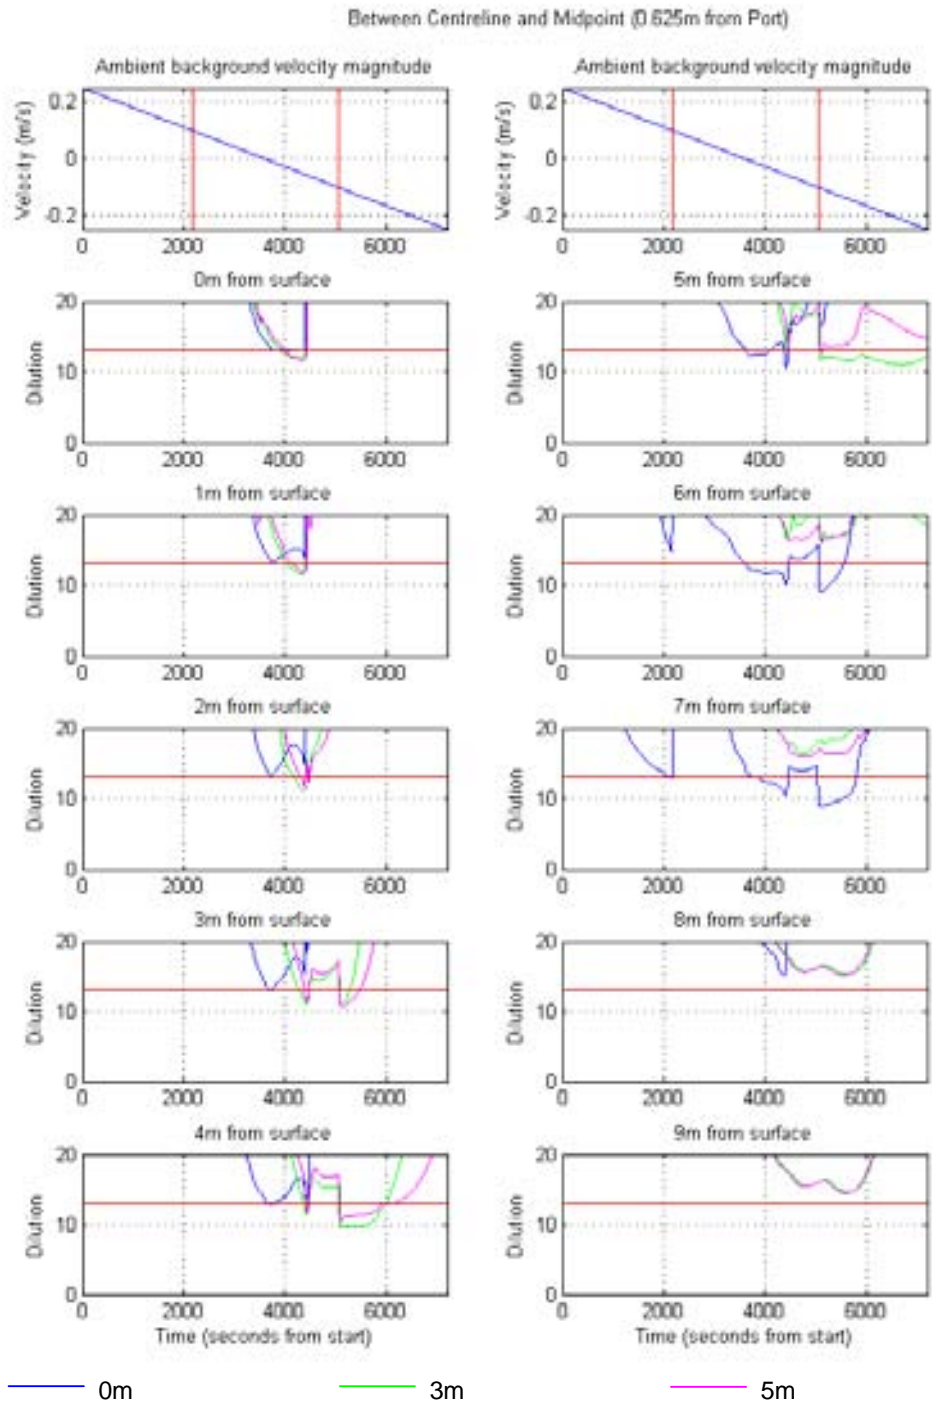 Between Centreline and Midpoint (0.625m from Port)
Ambient background velocity magnitude
Velocity (m/s)
0.2
0
-0.2
0 2000 4000 6000
Ambient background velocity magnitude
Velocity (m/s)
0.2
0
-0.2
0 2000 4000 6000
0m from surface
Dilution
20
10
0
0 2000 4000 6000
5m from surface
Dilution
20
10
0
0 2000 4000 6000
1m from surface
Dilution
20
10
0
0 2000 4000 6000
6m from surface
Dilution
20
10
0
0 2000 4000 6000
2m from surface
Dilution
20
10
0
0 2000 4000 6000
7m from surface
Dilution
20
10
0
0 2000 4000 6000
3m from surface
Dilution
20
10
0
0 2000 4000 6000
8m from surface
Dilution
20
10
0
0 2000 4000 6000
4m from surface
Dilution
20
10
0
0 2000 4000 6000
Time (seconds from start)
9m from surface
Dilution
20
10
0
0 2000 4000 6000
Time (seconds from start)
0m 3m 5m